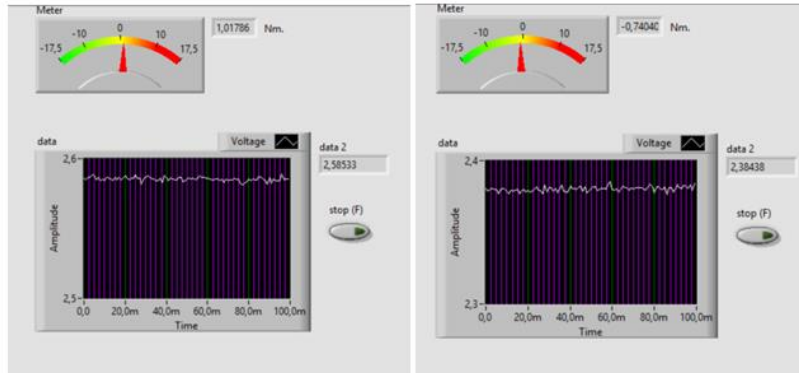 Meter
-10 0 10
-17,5 17,5
1,01786 Nm.
data
Voltage
data 2
2,58533
stop (F)
2,6
Amplitude
2,5
0,0 20,0m 40,0m 60,0m 80,0m 100,0m
Time
Meter
-10 0 10
-17,5 17,5
-0,74040 Nm.
data
Voltage
data 2
2,38438
stop (F)
2,4
Amplitude
2,3
0,0 20,0m 40,0m 60,0m 80,0m 100,0m
Time